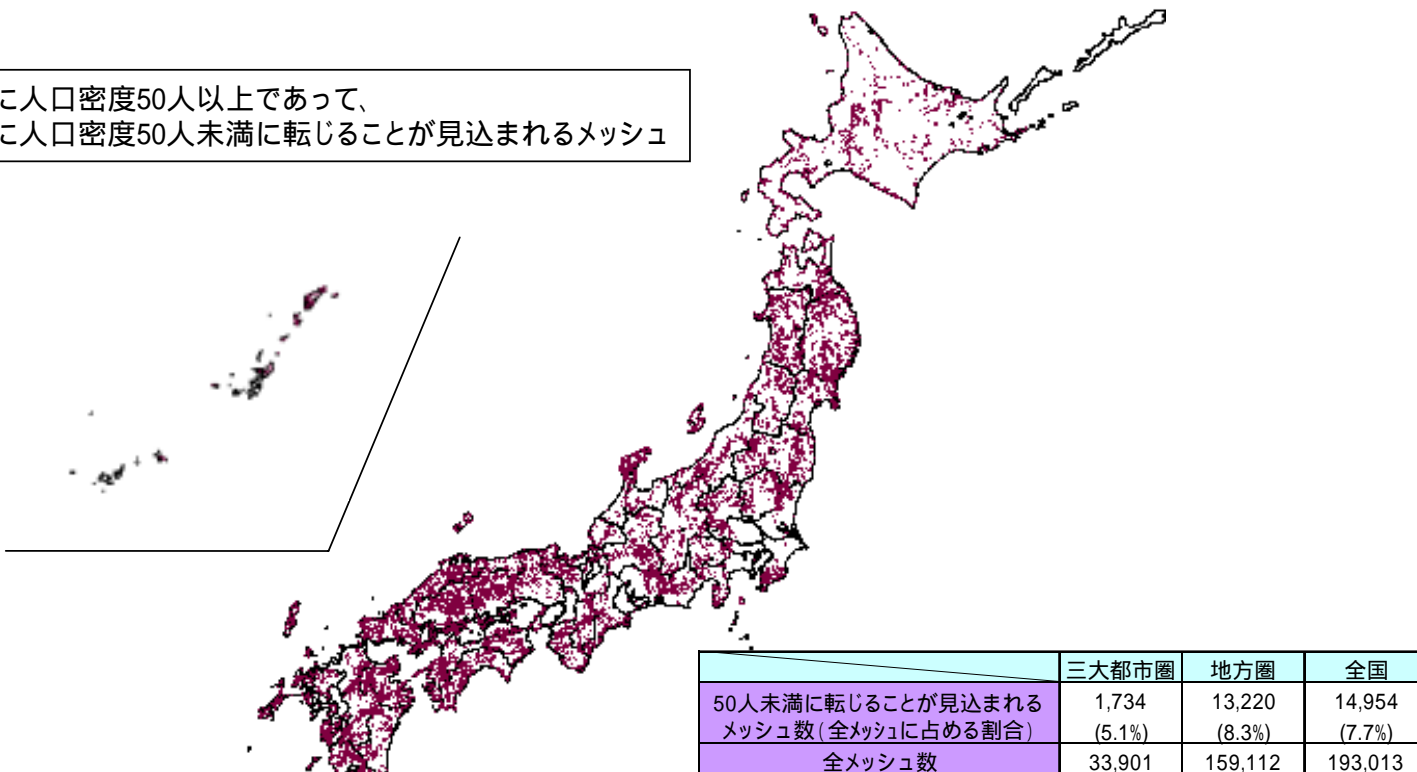 に人口密度50人以上であって、
に人口密度50人未満に転じることが見込まれるメッシュ
三大都市圏 地方圏 全国
50人未満に転じることが見込まれる 1,734 13,220 14,954
メッシュ数(全メッシュに占める割合) (5.1%) (8.3%) (7.7%)
全メッシュ数 33,901 159,112 193,013